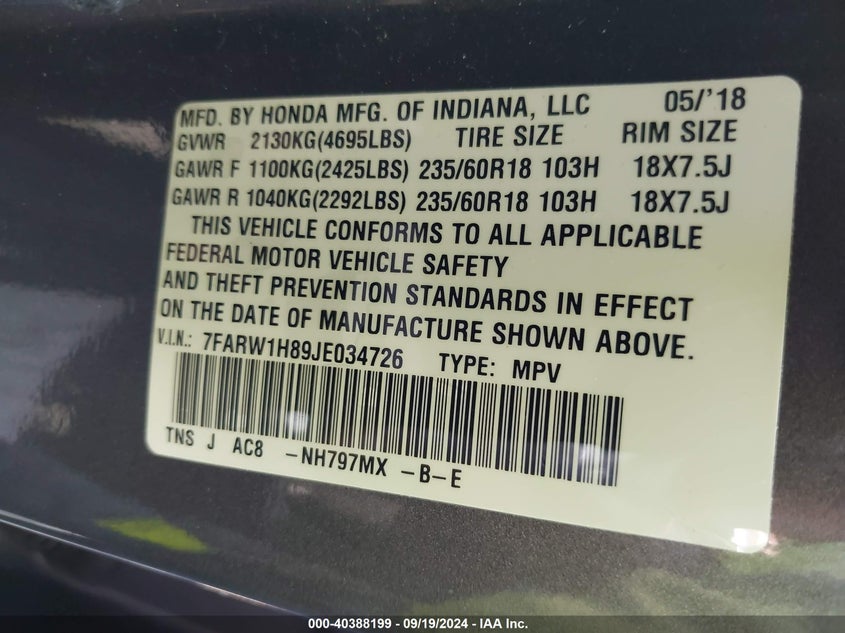 MFD. BY HONDA MFG. OF INDIANA, LLC 05/'18
GVWR 2130KG(4695LBS) TIRE SIZE RIM SIZE
GAWR F 1100KG(2425LBS) 235/60R18 103H 18X7.5J
GAWR R 1040KG(2292LBS) 235/60R18 103H 18X7.5J
THIS VEHICLE CONFORMS TO ALL APPLICABLE
FEDERAL MOTOR VEHICLE SAFETY
AND THEFT PREVENTION STANDARDS IN EFFECT
ON THE DATE OF MANUFACTURE SHOWN ABOVE.
V.I.N.: 7FARW1H89JE034726 TYPE: MPV
TNS J AC8 -NH797MX -B-E
000-40388199 - 09/19/2024 - IAA Inc.